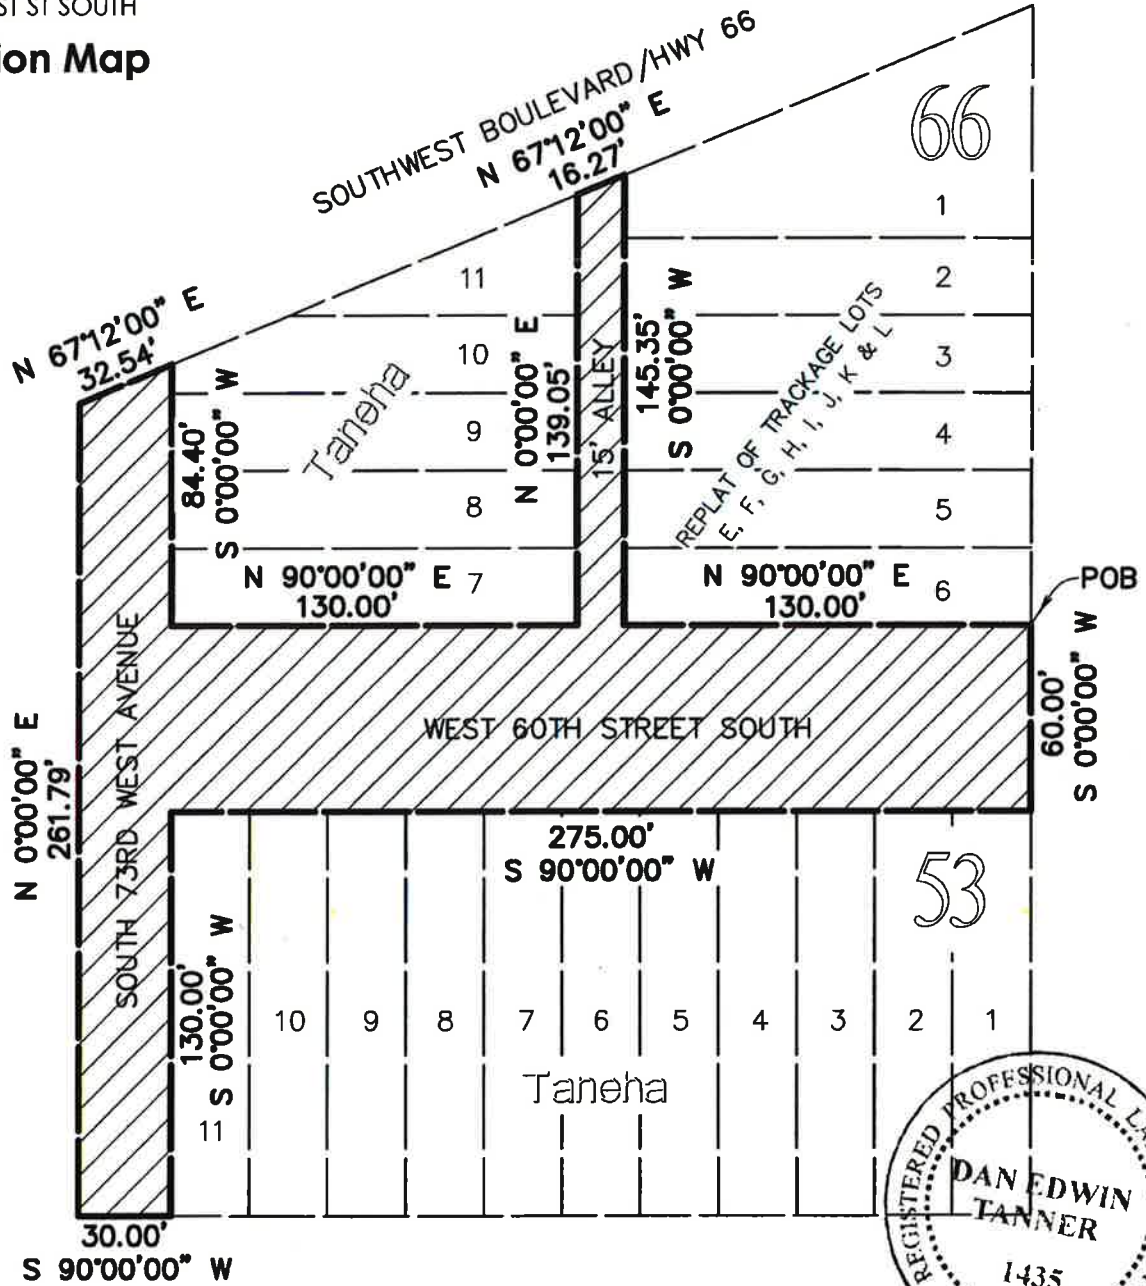 ST ST SOUTH
ion Map
SOUTHWEST BOULEVARD/HWY 66
N 67°12'00" E
16.27'
66
1
2
3
4
5
6
REPLAT OF TRACKAGE LOTS
E, F, G, H, I, J, K & L
N 67°12'00" E
32.54'
11
10
9
8
7
Taneha
84.40'
S 0°00'00" W
N 0°00'00" E
139.05'
15' ALLEY
145.35'
S 0°00'00" W
N 90°00'00" E
130.00'
N 90°00'00" E
130.00'
POB
60.00'
S 0°00'00" W
WEST 60TH STREET SOUTH
SOUTH 73RD WEST AVENUE
N 0°00'00" E
261.79'
275.00'
S 90°00'00" W
53
130.00'
S 0°00'00" W
11
10
9
8
7
6
5
4
3
2
1
Taneha
30.00'
S 90°00'00" W
REGISTERED PROFESSIONAL LA
DAN EDWIN
TANNER
1435